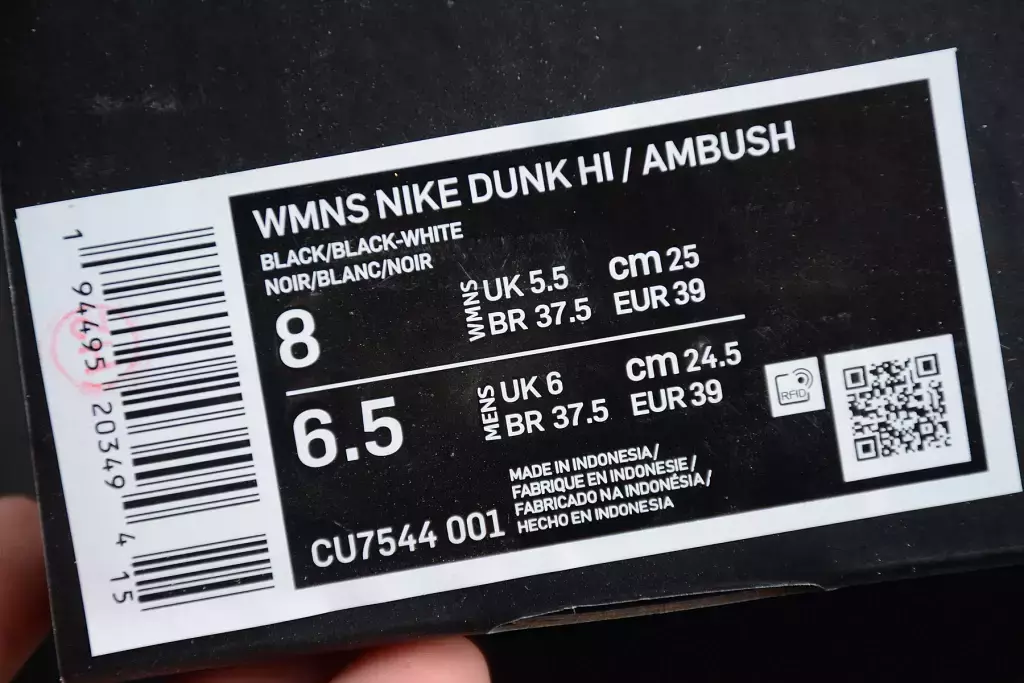 WMNS NIKE DUNK HI / AMBUSH
BLACK/BLACK-WHITE
NOIR/BLANC/NOIR
8
WMNS
UK 5.5 cm 25
BR 37.5 EUR 39
6.5
MENS
UK 6 cm 24.5
BR 37.5 EUR 39
RFID
MADE IN INDONESIA/
FABRIQUE EN INDONESIE/
FABRICADO NA INDONÉSIA/
HECHO EN INDONESIA
CU7544 001
1 94495 20349 4 15